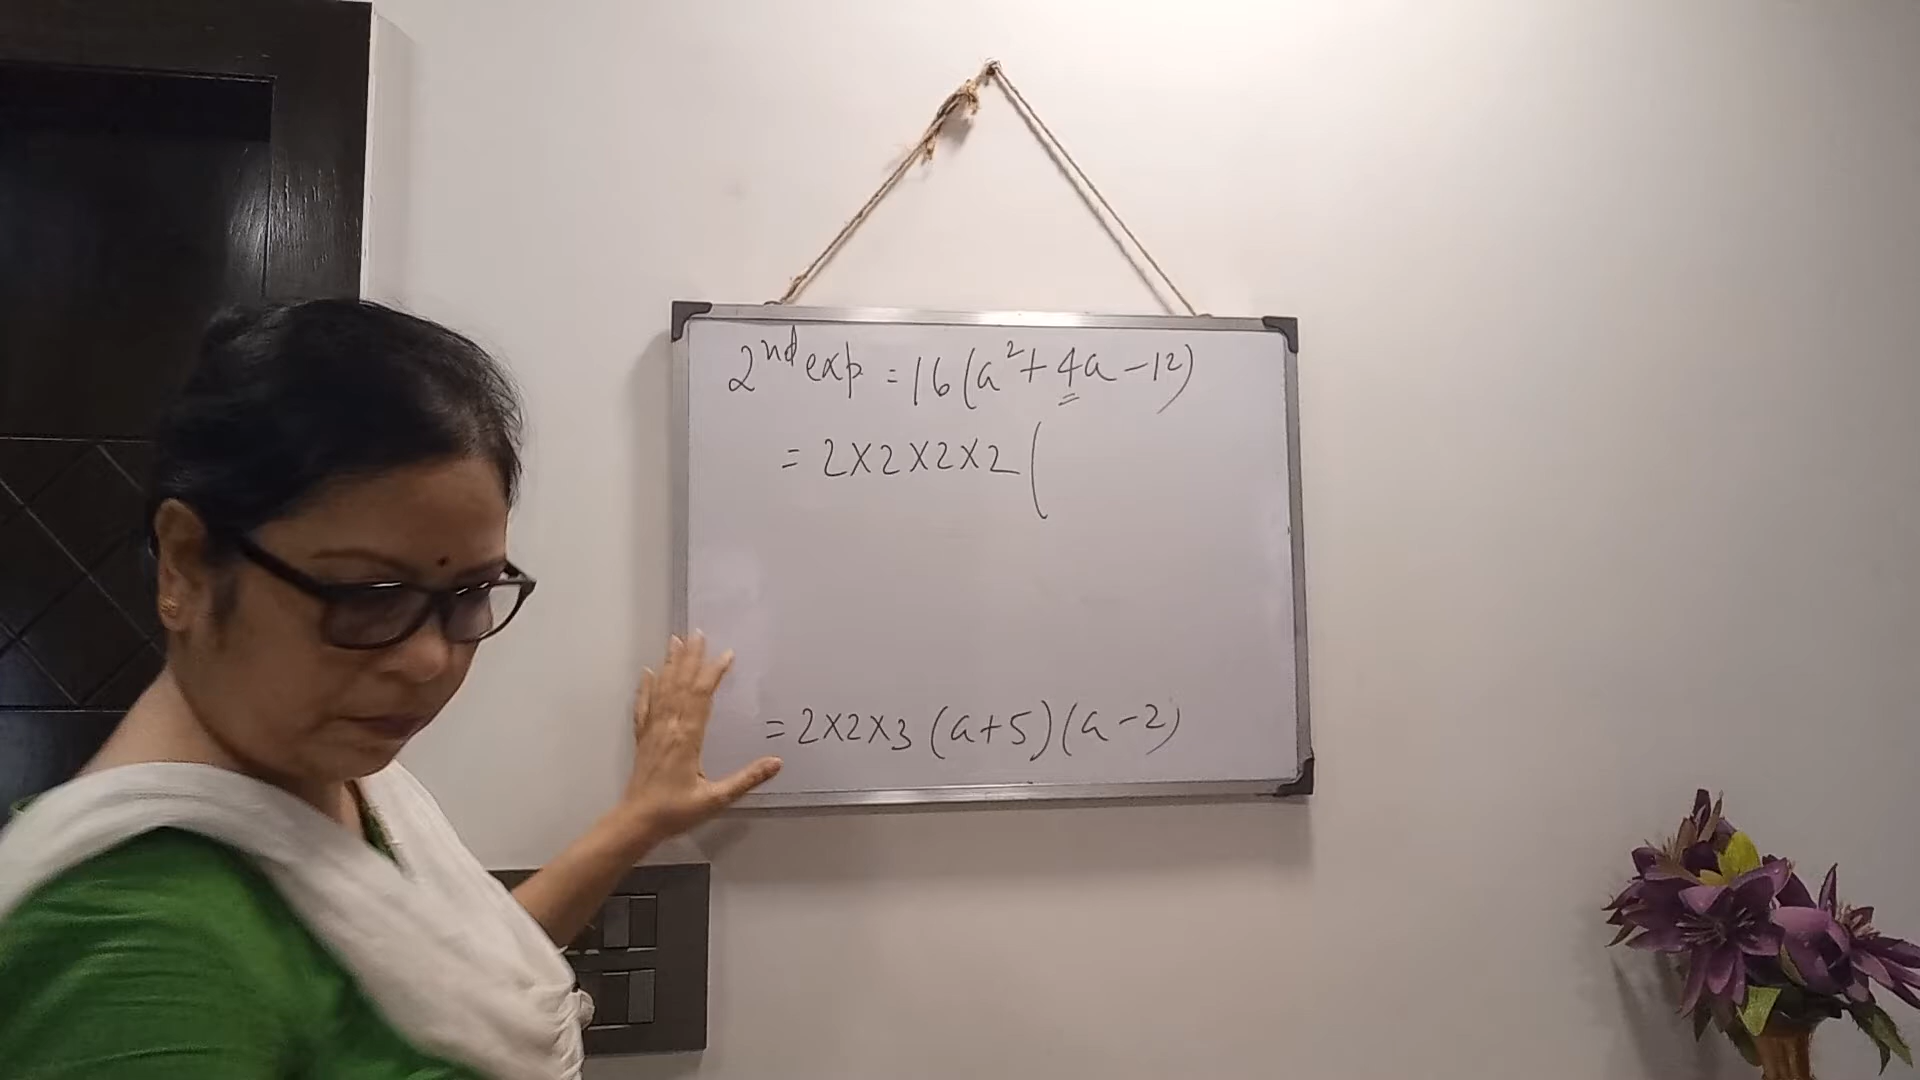 2nd exp = 16(a²+4a-12)
= 2×2×2×2(
= 2×2×3(a+5)(a-2)